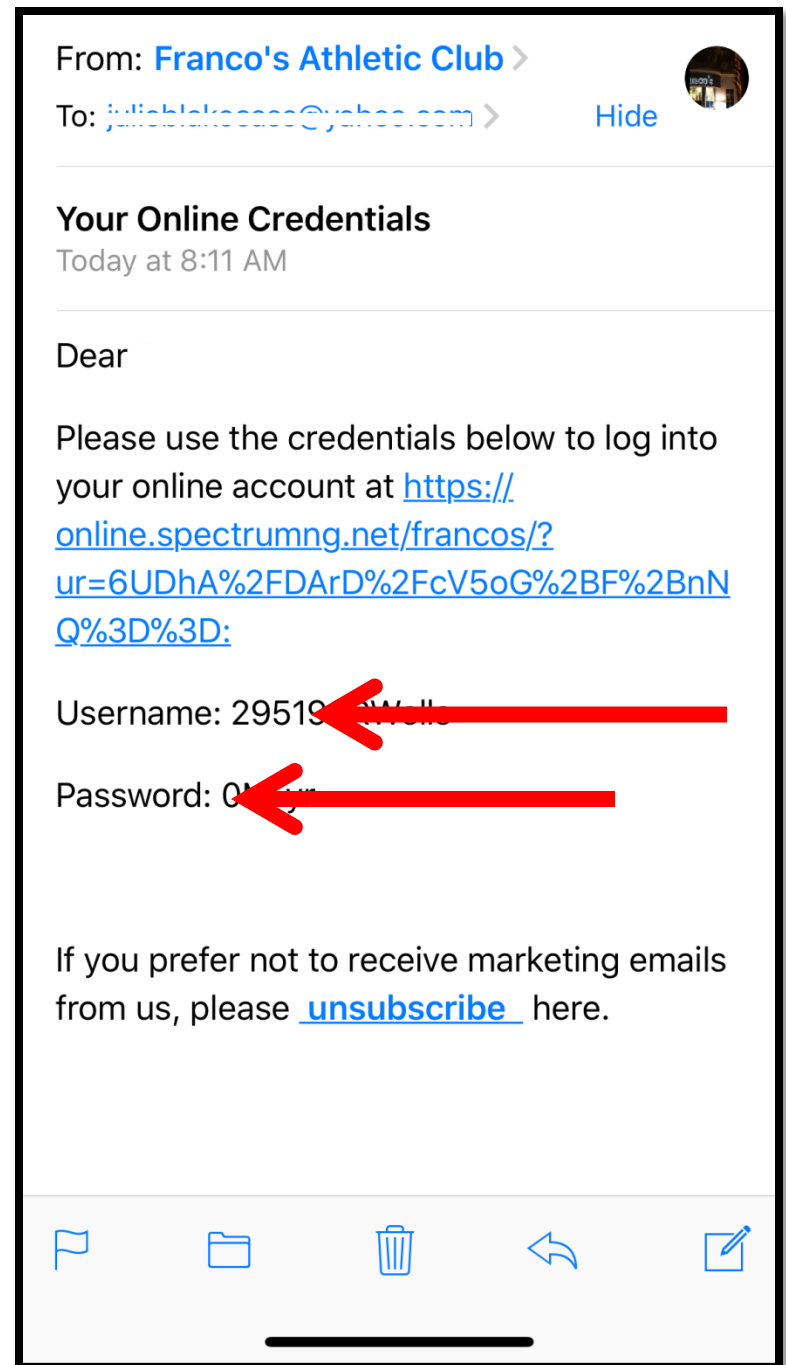 From: Franco's Athletic Club
To:
Hide
Your Online Credentials
Today at 8:11 AM
Dear
Please use the credentials below to log into
your online account at https://
online.spectrumng.net/francos/?
ur=6UDhA%2FDArD%2FcV5oG%2BF%2BnN
Q%3D%3D:
Username:
Password:
If you prefer not to receive marketing emails
from us, please unsubscribe here.